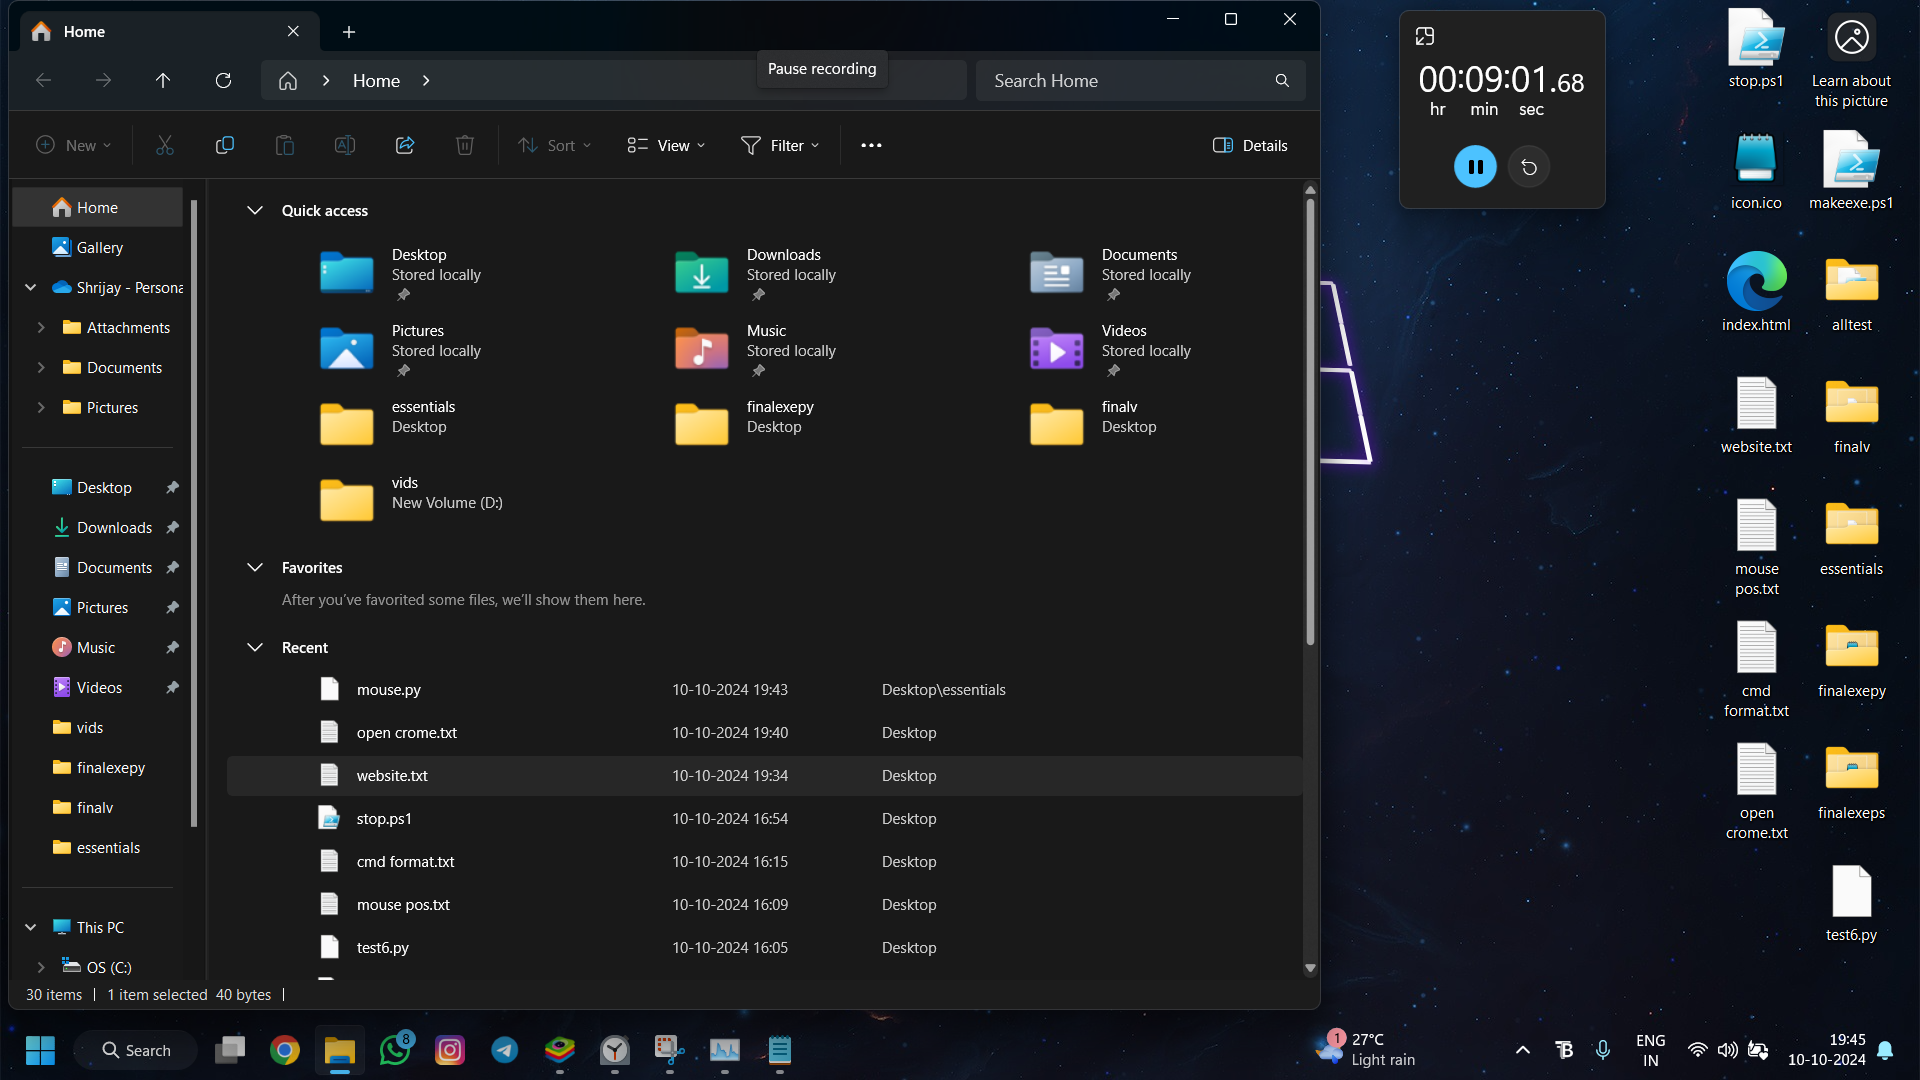 Home
Pause recording
Home
Search Home
New
Sort
View
Filter
Details
Home
Gallery
Shrijay - Persona
Attachments
Documents
Pictures
Desktop
Downloads
Documents
Pictures
Music
Videos
vids
finalexepy
finalv
essentials
This PC
OS (C:)
Quick access
Desktop
Stored locally
Downloads
Stored locally
Documents
Stored locally
Pictures
Stored locally
Music
Stored locally
Videos
Stored locally
essentials
Desktop
finalexepy
Desktop
finalv
Desktop
vids
New Volume (D:)
Favorites
After you've favorited some files, we'll show them here.
Recent
mouse.py 10-10-2024 19:43 Desktop\essentials
open crome.txt 10-10-2024 19:40 Desktop
website.txt 10-10-2024 19:34 Desktop
stop.ps1 10-10-2024 16:54 Desktop
cmd format.txt 10-10-2024 16:15 Desktop
mouse pos.txt 10-10-2024 16:09 Desktop
test6.py 10-10-2024 16:05 Desktop
30 items 1 item selected 40 bytes
00:09:01.68
hr min sec
stop.ps1
Learn about
this picture
icon.ico
makeexe.ps1
index.html
alltest
website.txt
finalv
mouse
pos.txt
essentials
cmd
format.txt
finalexepy
open
crome.txt
finalexeps
test6.py
Search
8
1
27°C
Light rain
ENG
IN
19:45
10-10-2024